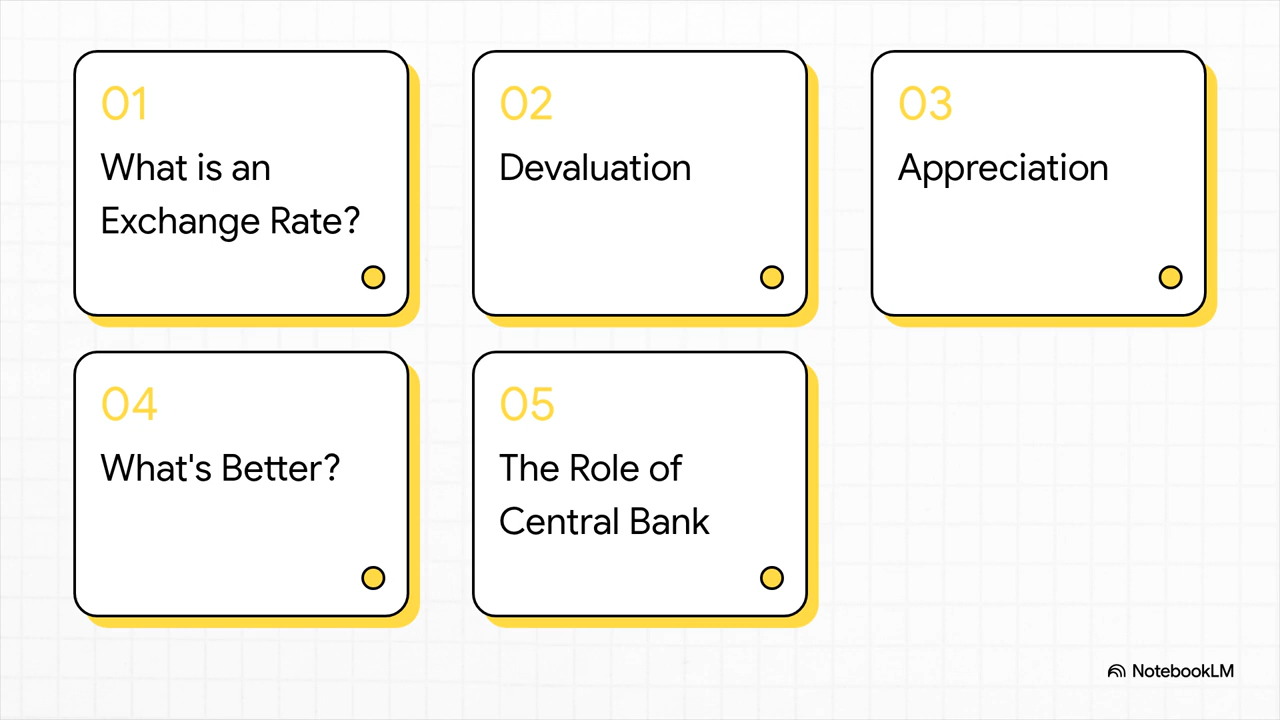 01
What is an
Exchange Rate?
02
Devaluation
03
Appreciation
04
What's Better?
05
The Role of
Central Bank
NotebookLM